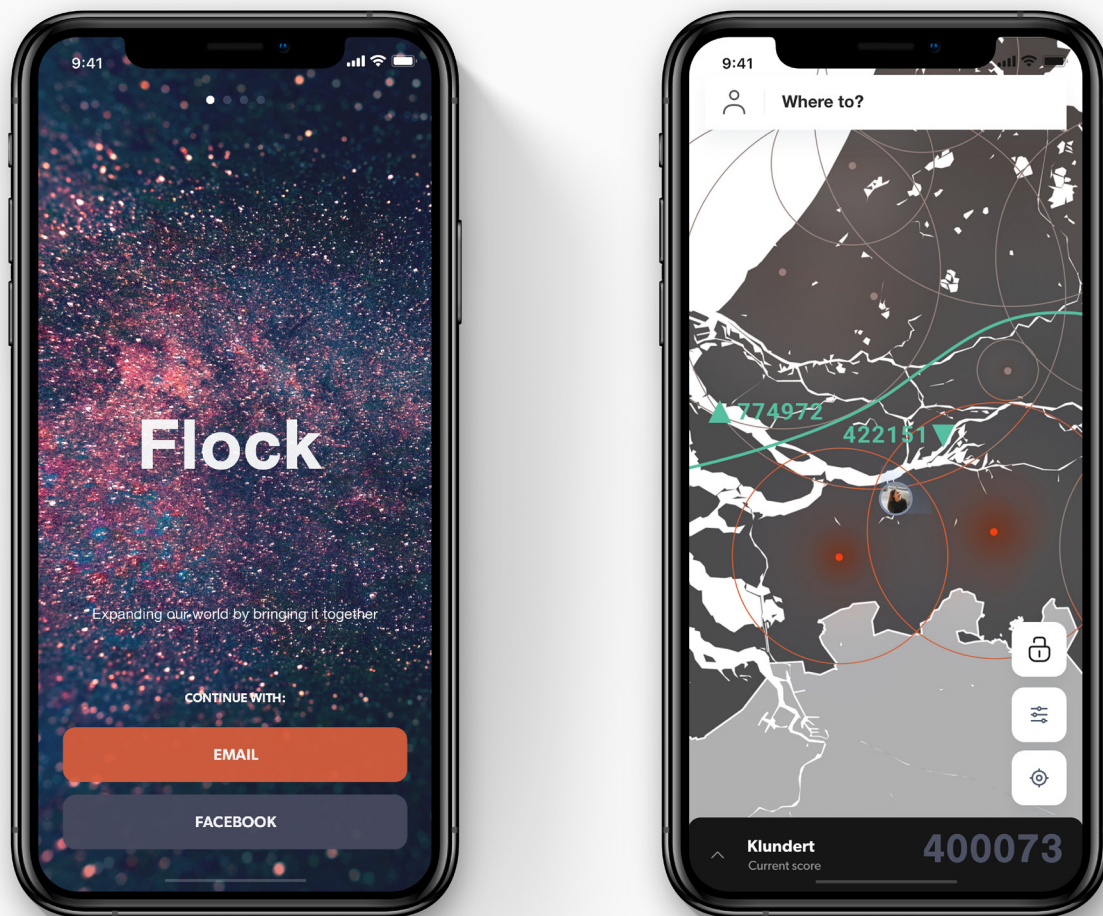 9:41
Flock
Expanding our world by bringing it together
CONTINUE WITH:
EMAIL
FACEBOOK
9:41
Where to?
774972
422151
Klundert
Current score
400073